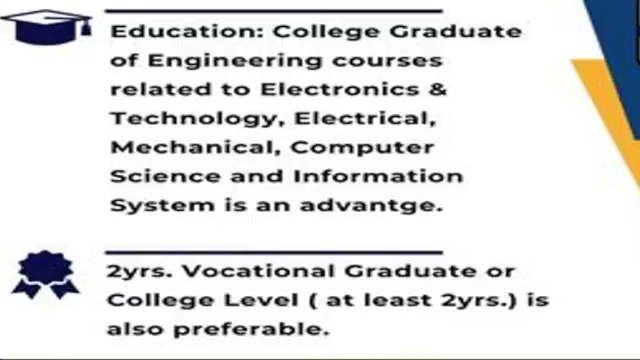 Education: College Graduate
of Engineering courses
related to Electronics &
Technology, Electrical,
Mechanical, Computer
Science and Information
System is an advantge.
2yrs. Vocational Graduate or
College Level ( at least 2yrs.) is
also preferable.